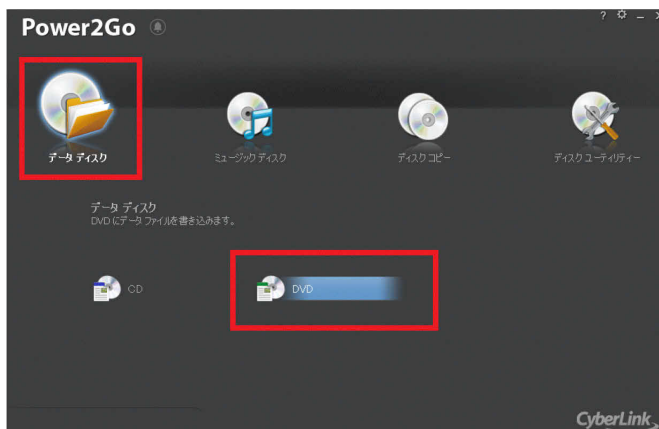 Power2Go
? _ X
データ ディスク
ミュージック ディスク
ディスク コピー
ディスク ユーティリティー
データ ディスク
DVD にデータ ファイルを書き込みます。
CD
DVD
CyberLink